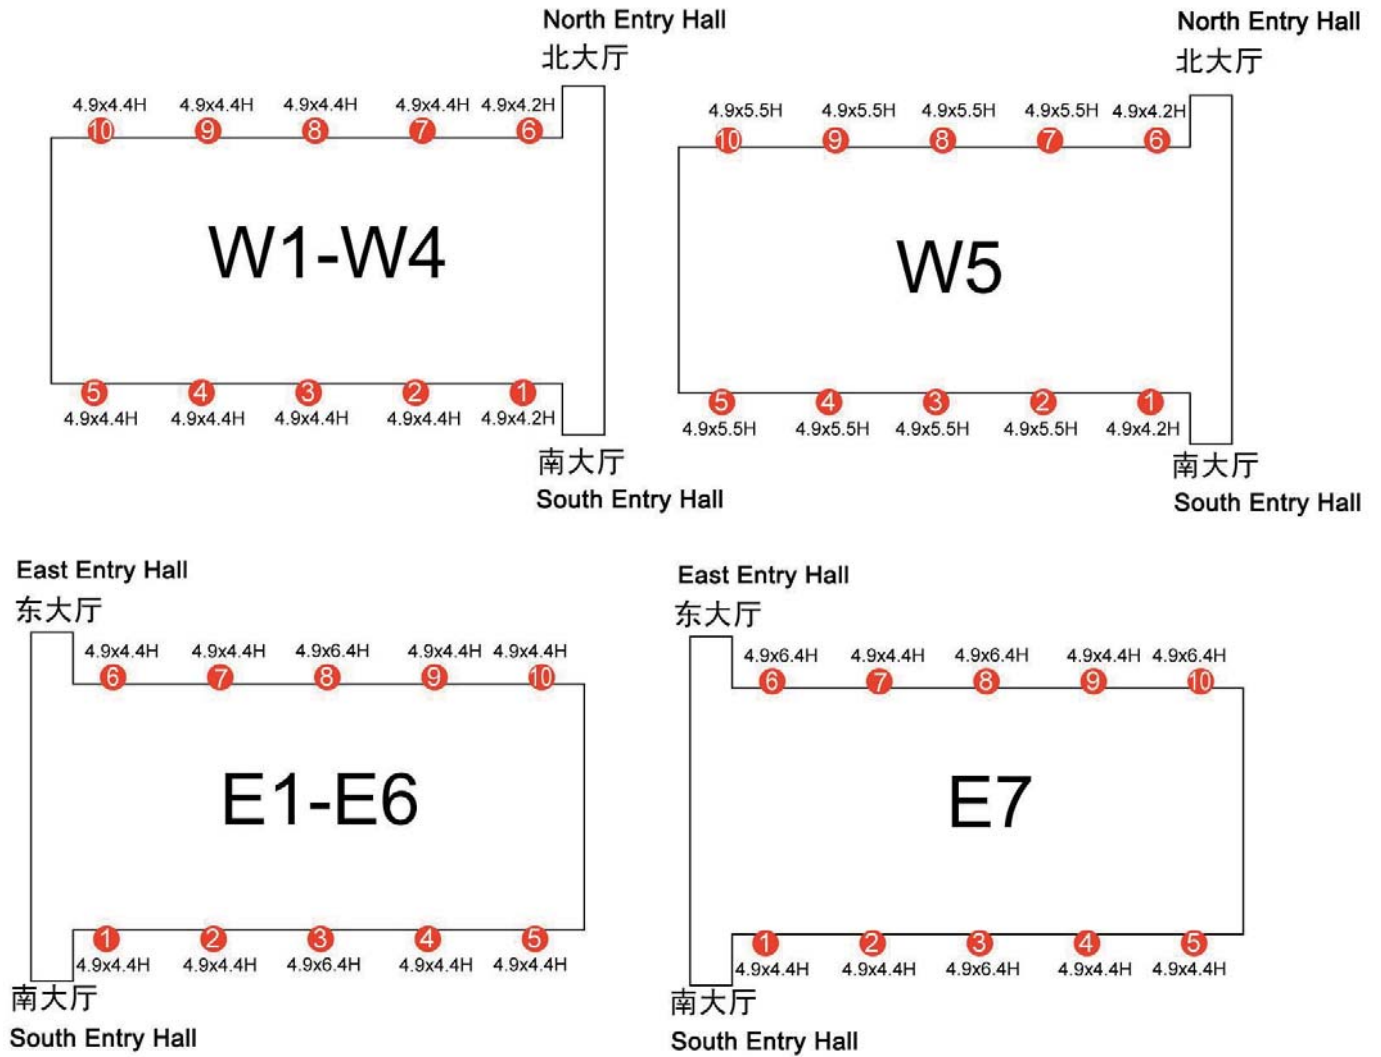 North Entry Hall
北大厅
4.9x4.4H 4.9x4.4H 4.9x4.4H 4.9x4.4H 4.9x4.2H
10 9 8 7 6
W1-W4
5 4 3 2 1
4.9x4.4H 4.9x4.4H 4.9x4.4H 4.9x4.4H 4.9x4.2H
南大厅
South Entry Hall
North Entry Hall
北大厅
4.9x5.5H 4.9x5.5H 4.9x5.5H 4.9x5.5H 4.9x4.2H
10 9 8 7 6
W5
5 4 3 2 1
4.9x5.5H 4.9x5.5H 4.9x5.5H 4.9x5.5H 4.9x4.2H
南大厅
South Entry Hall
East Entry Hall
东大厅
4.9x4.4H 4.9x4.4H 4.9x6.4H 4.9x4.4H 4.9x4.4H
6 7 8 9 10
E1-E6
1 2 3 4 5
4.9x4.4H 4.9x4.4H 4.9x6.4H 4.9x4.4H 4.9x4.4H
南大厅
South Entry Hall
East Entry Hall
东大厅
4.9x6.4H 4.9x4.4H 4.9x6.4H 4.9x4.4H 4.9x6.4H
6 7 8 9 10
E7
1 2 3 4 5
4.9x4.4H 4.9x4.4H 4.9x6.4H 4.9x4.4H 4.9x4.4H
南大厅
South Entry Hall